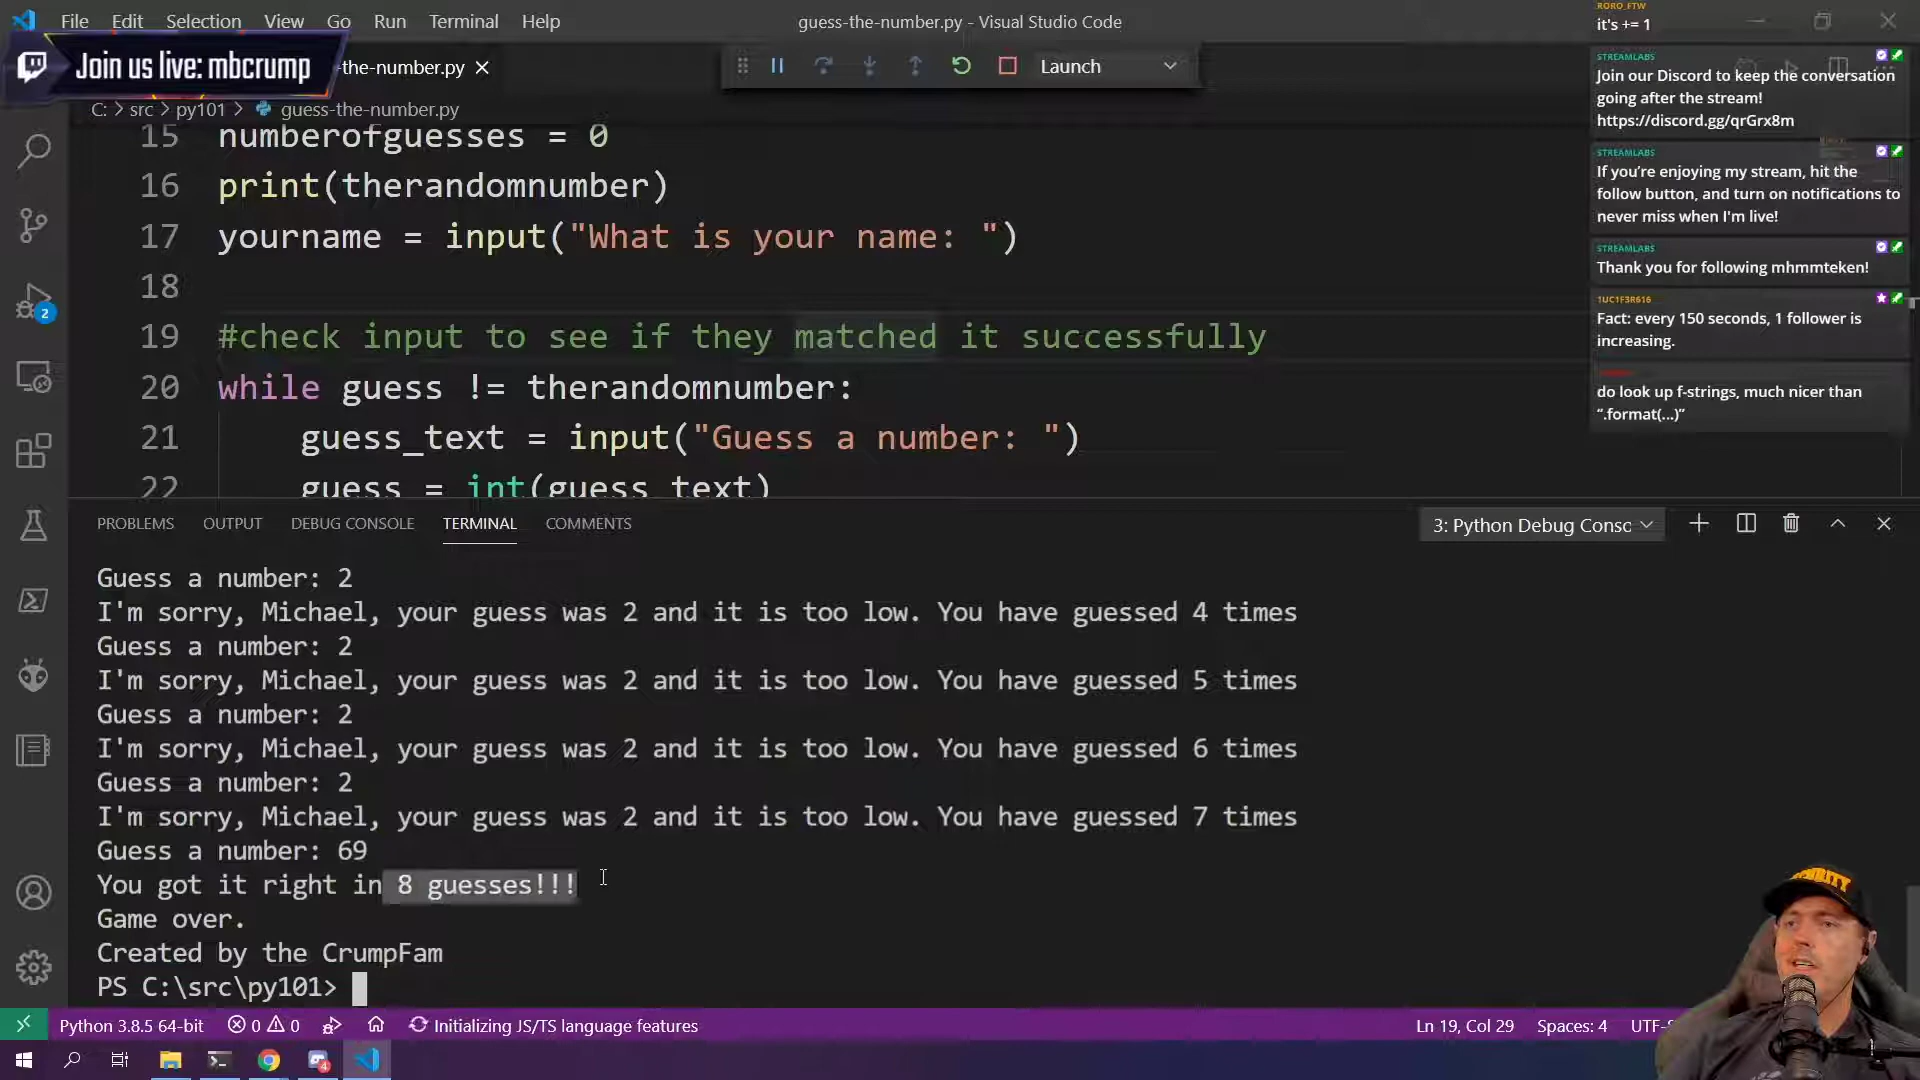 File Edit Selection View Go Run Terminal Help
guess-the-number.py - Visual Studio Code
Join us live: mbcrump
-the-number.py
Launch
C: > src > py101 > guess-the-number.py
15 numberofguesses = 0
16 print(therandomnumber)
17 yourname = input("What is your name: ")
18
19 #check input to see if they matched it successfully
20 while guess != therandomnumber:
21 guess_text = input("Guess a number: ")
22 guess = int(guess_text)
RORO_FTW
it's += 1
STREAMLABS
Join our Discord to keep the conversation
going after the stream!
https://discord.gg/qrGrx8m
STREAMLABS
If you're enjoying my stream, hit the
follow button, and turn on notifications to
never miss when I'm live!
STREAMLABS
Thank you for following mhmmteken!
1UC1F3R616
Fact: every 150 seconds, 1 follower is
increasing.
do look up f-strings, much nicer than
“.format(...)”
2
PROBLEMS OUTPUT DEBUG CONSOLE TERMINAL COMMENTS
3: Python Debug Consc
Guess a number: 2
I'm sorry, Michael, your guess was 2 and it is too low. You have guessed 4 times
Guess a number: 2
I'm sorry, Michael, your guess was 2 and it is too low. You have guessed 5 times
Guess a number: 2
I'm sorry, Michael, your guess was 2 and it is too low. You have guessed 6 times
Guess a number: 2
I'm sorry, Michael, your guess was 2 and it is too low. You have guessed 7 times
Guess a number: 69
You got it right in 8 guesses!!!
Game over.
Created by the CrumpFam
PS C:\src\py101>
SECURITY
Python 3.8.5 64-bit 0 0 Initializing JS/TS language features
Ln 19, Col 29 Spaces: 4 UTF-8
4